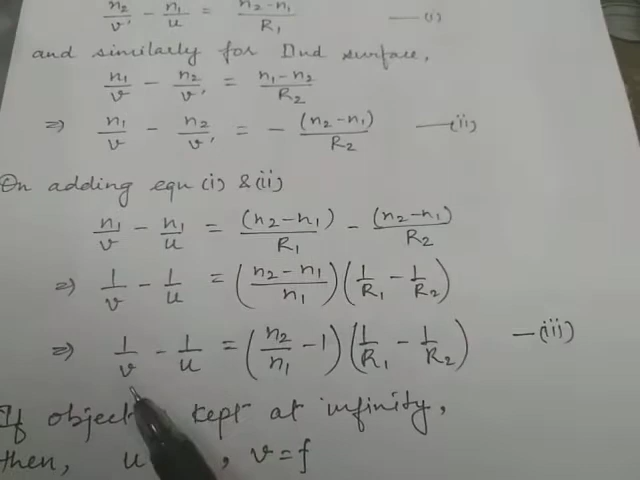 n₂/v' - n₁/u = (n₂-n₁)/R₁ —(i)
and similarly for IInd surface,
n₁/v - n₂/v' = (n₁-n₂)/R₂
⇒ n₁/v - n₂/v' = - (n₂-n₁)/R₂ —(ii)
On adding equn (i) & (ii)
n₁/v - n₁/u = (n₂-n₁)/R₁ - (n₂-n₁)/R₂
⇒ 1/v - 1/u = ((n₂-n₁)/n₁) (1/R₁ - 1/R₂)
⇒ 1/v - 1/u = (n₂/n₁ - 1) (1/R₁ - 1/R₂) —(iii)
If object kept at infinity,
then, u , v = f